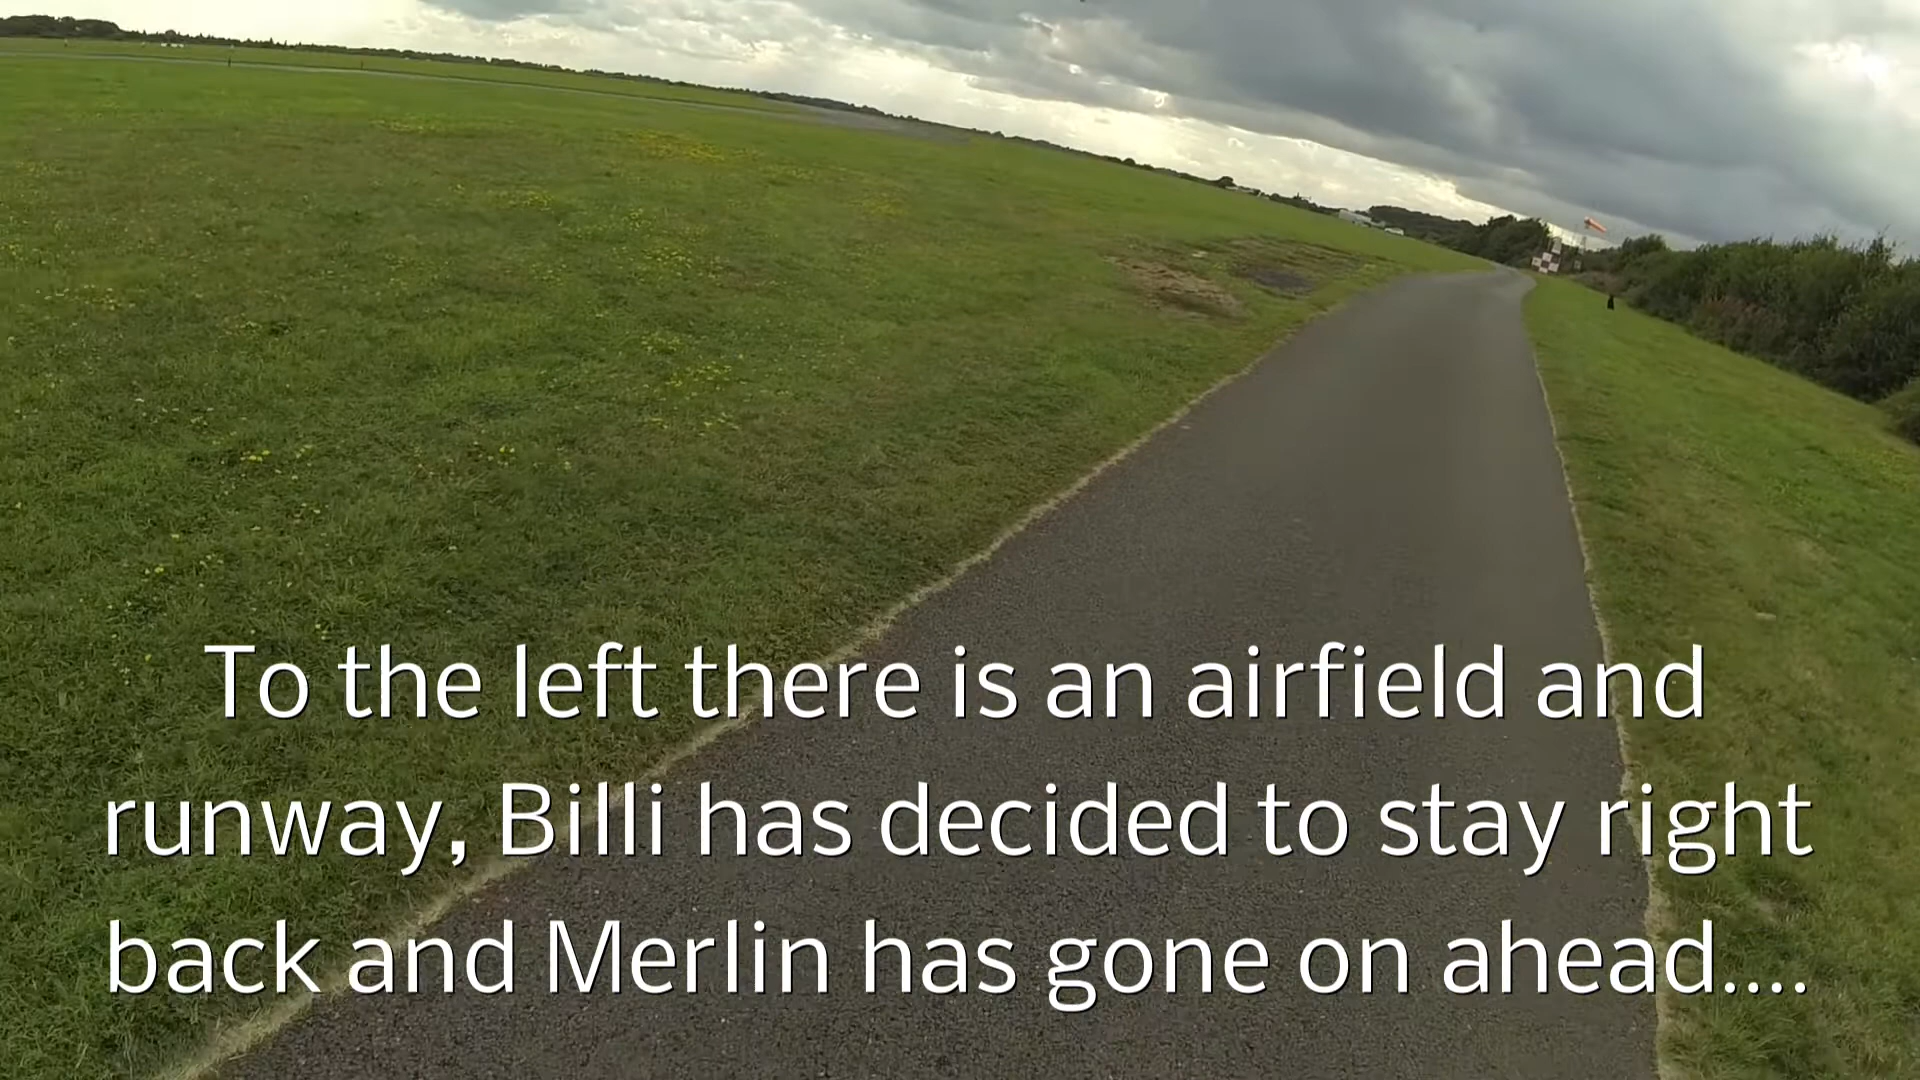 To the left there is an airfield and
runway, Billi has decided to stay right
back and Merlin has gone on ahead....